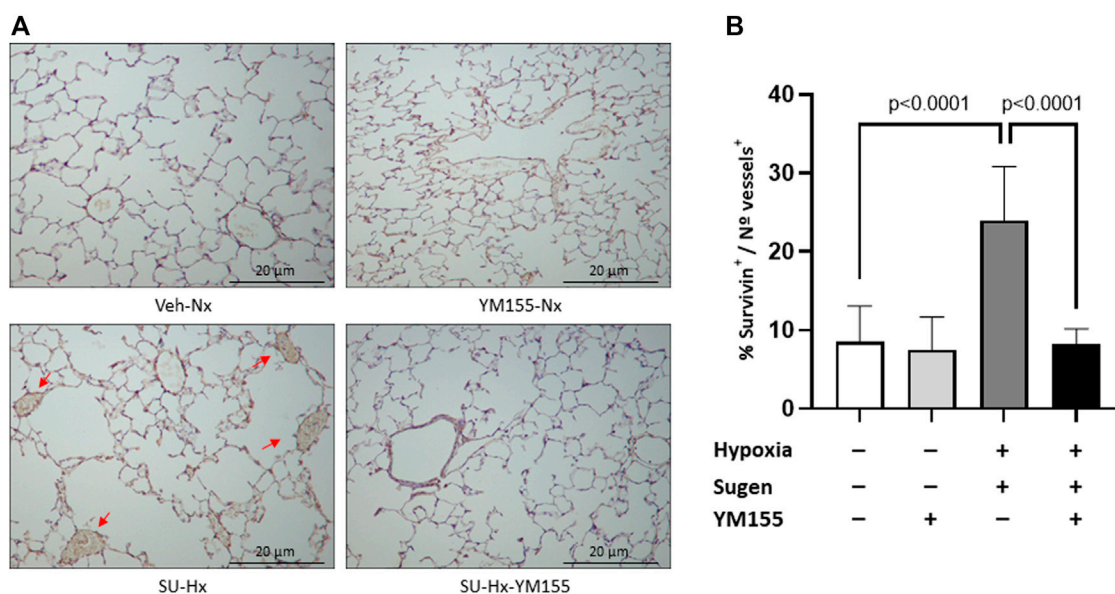 A
20 µm
Veh-Nx
20 µm
YM155-Nx
20 µm
SU-Hx
20 µm
SU-Hx-YM155
B
% Survivin⁺ / Nº vessels⁺
40
30
20
10
0
p<0.0001 p<0.0001
Hypoxia − − + +
Sugen − − + +
YM155 − + − +